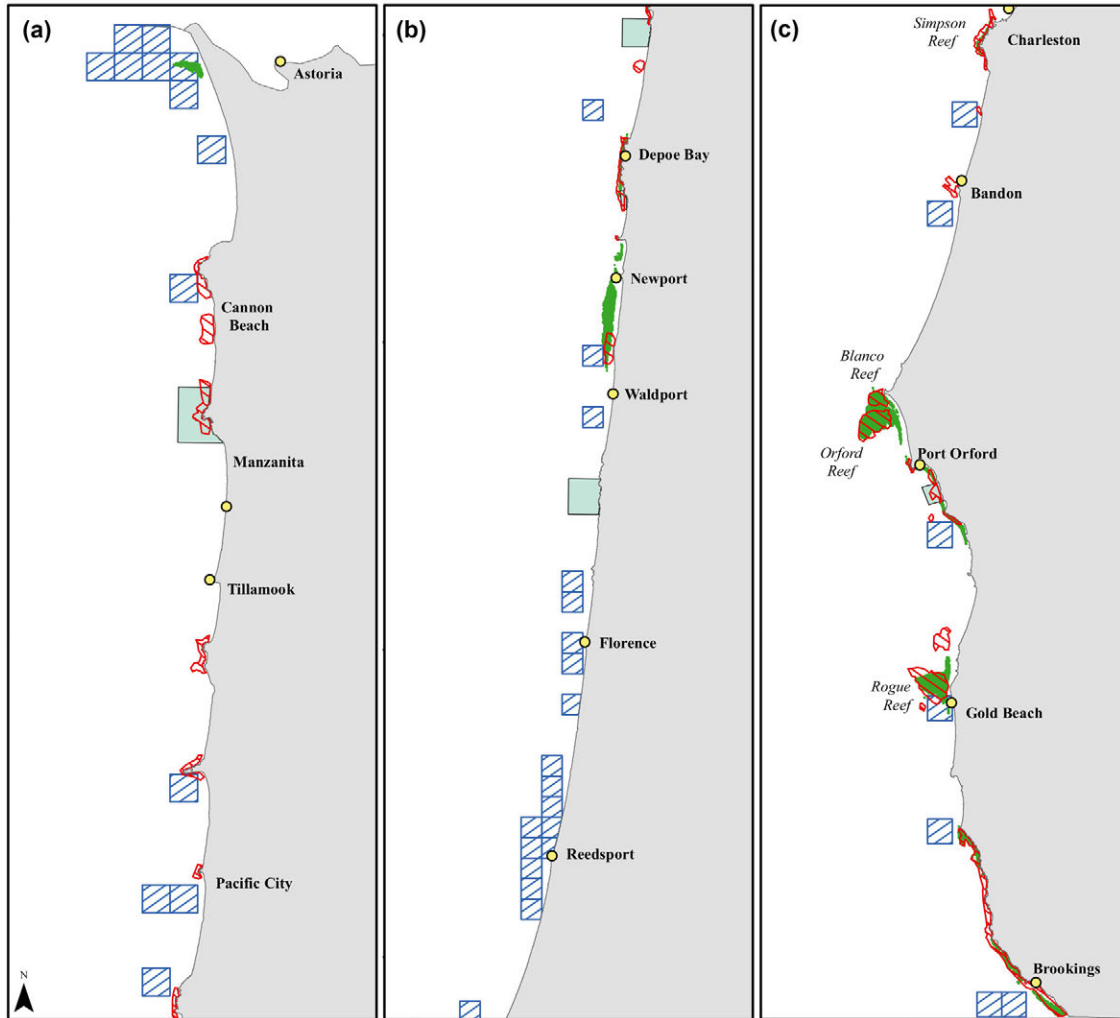 (a)
Astoria
Cannon
Beach
Manzanita
Tillamook
Pacific City
N
(b)
Depoe Bay
Newport
Waldport
Florence
Reedsport
(c)
Simpson
Reef
Charleston
Bandon
Blanco
Reef
Orford
Reef
Port Orford
Rogue
Reef
Gold Beach
Brookings